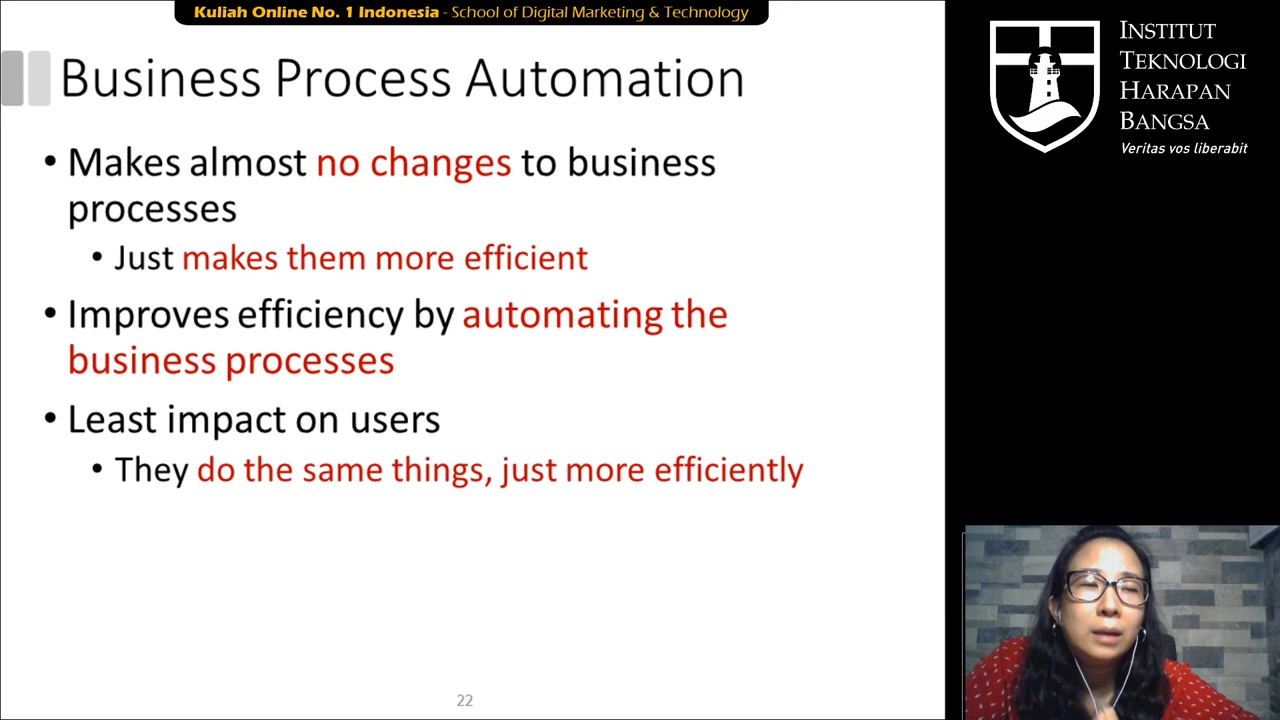 Kuliah Online No. 1 Indonesia - School of Digital Marketing & Technology
Business Process Automation
• Makes almost no changes to business
processes
• Just makes them more efficient
• Improves efficiency by automating the
business processes
• Least impact on users
• They do the same things, just more efficiently
22
INSTITUT
TEKNOLOGI
HARAPAN
BANGSA
Veritas vos liberabit